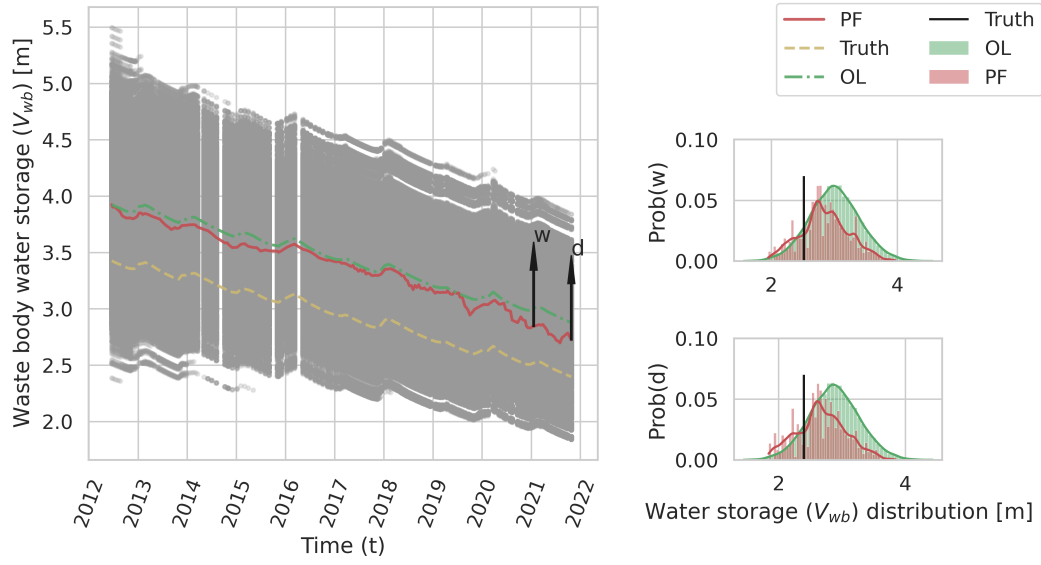 Waste body water storage (V_wb) [m]
5.5
5.0
4.5
4.0
3.5
3.0
2.5
2.0
w
d
2012
2013
2014
2015
2016
2017
2018
2019
2020
2021
2022
Time (t)
PF
Truth
OL
Truth
OL
PF
Prob(w)
0.10
0.05
0.00
2
4
Prob(d)
0.10
0.05
0.00
2
4
Water storage (V_wb) distribution [m]